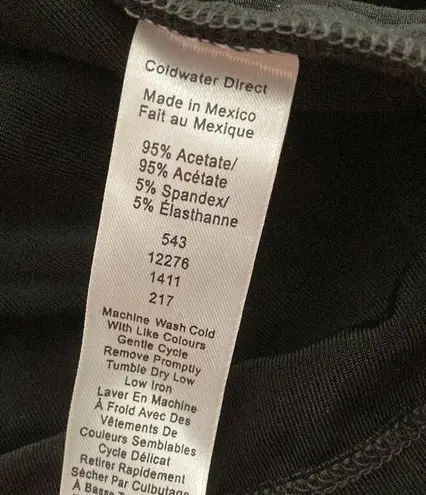 Coldwater Direct
Made in Mexico
Fait au Mexique
95% Acetate/
95% Acétate
5% Spandex/
5% Élasthanne
543
12276
1411
217
Machine Wash Cold
With Like Colours
Gentle Cycle
Remove Promptly
Tumble Dry Low
Low Iron
Laver En Machine
À Froid Avec Des
Vêtements De
Couleurs Semblables
Cycle Délicat
Retirer Rapidement
Sécher Par Culbutage
À Basse